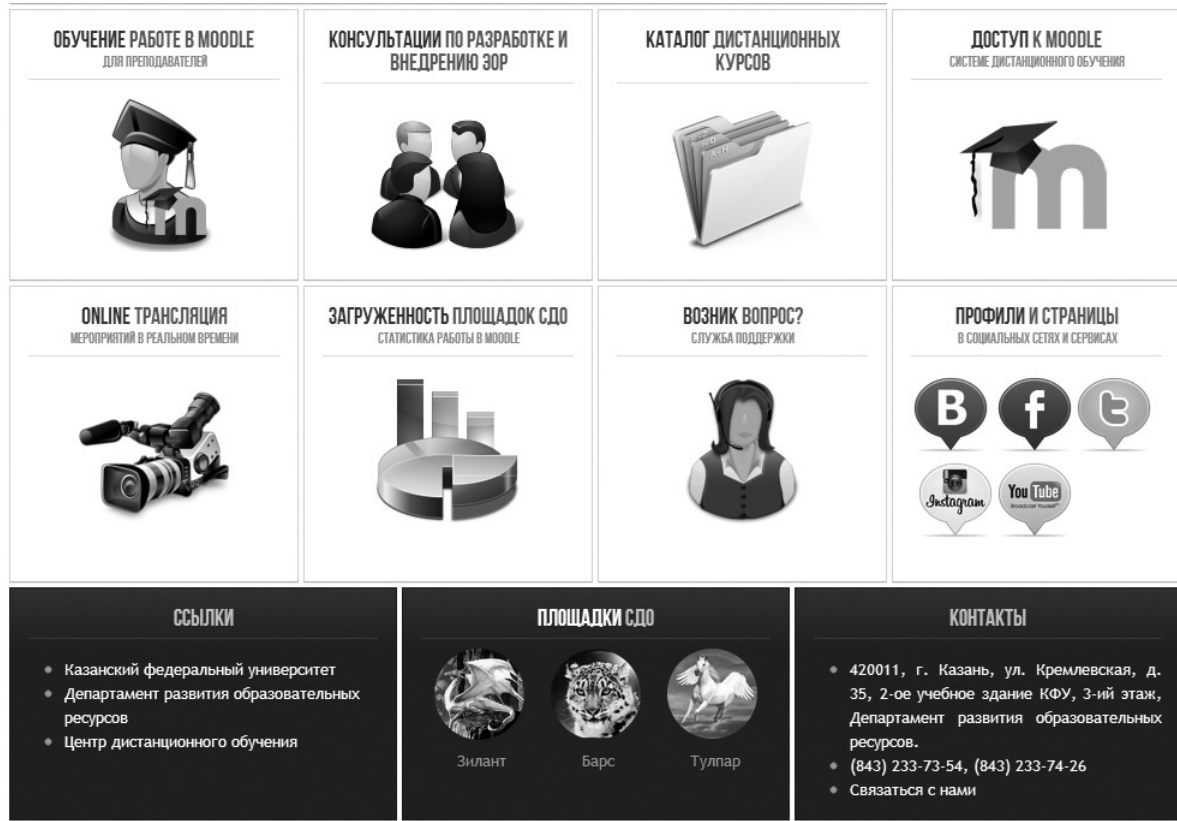 ОБУЧЕНИЕ РАБОТЕ В MOODLE
ДЛЯ ПРЕПОДАВАТЕЛЕЙ
КОНСУЛЬТАЦИИ ПО РАЗРАБОТКЕ И
ВНЕДРЕНИЮ ЭОР
КАТАЛОГ ДИСТАНЦИОННЫХ
КУРСОВ
A-H
ДОСТУП К MOODLE
СИСТЕМЕ ДИСТАНЦИОННОГО ОБУЧЕНИЯ
m
m
ONLINE ТРАНСЛЯЦИЯ
МЕРОПРИЯТИЙ В РЕАЛЬНОМ ВРЕМЕНИ
ЗАГРУЖЕННОСТЬ ПЛОЩАДОК СДО
СТАТИСТИКА РАБОТЫ В MOODLE
ВОЗНИК ВОПРОС?
СЛУЖБА ПОДДЕРЖКИ
ПРОФИЛИ И СТРАНИЦЫ
В СОЦИАЛЬНЫХ СЕТЯХ И СЕРВИСАХ
B f t
Instagram
You Tube
Broadcast Yourself™
ССЫЛКИ
Казанский федеральный университет
Департамент развития образовательных
ресурсов
Центр дистанционного обучения
ПЛОЩАДКИ СДО
Зилант Барс Тулпар
КОНТАКТЫ
420011, г. Казань, ул. Кремлевская, д.
35, 2-ое учебное здание КФУ, 3-ий этаж,
Департамент развития образовательных
ресурсов.
(843) 233-73-54, (843) 233-74-26
Связаться с нами